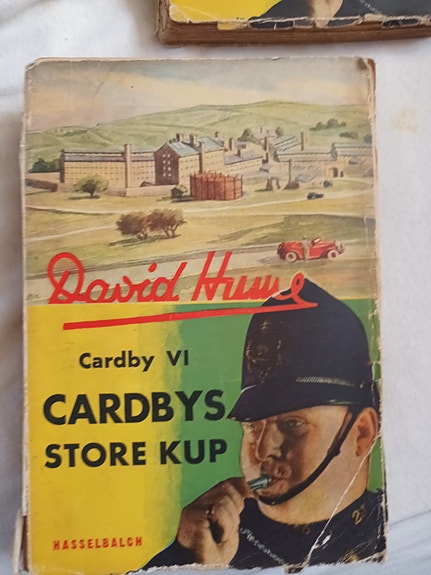 David Hume
Cardby VI
CARDBYS
STORE KUP
HASSELBALCH